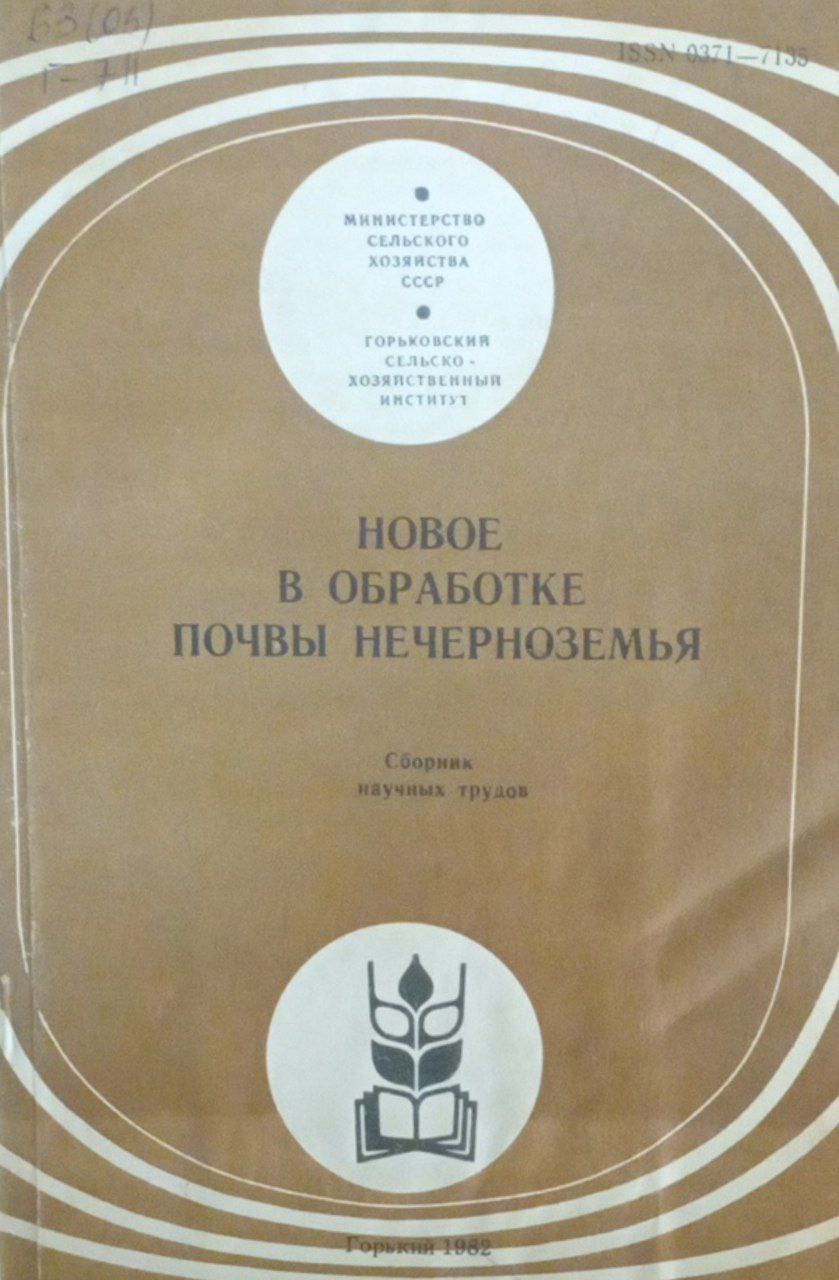 63(05)
Г-711
ISSN 0371—7135
МИНИСТЕРСТВО
СЕЛЬСКОГО
ХОЗЯЙСТВА
СССР
ГОРЬКОВСКИЙ
СЕЛЬСКО-
ХОЗЯЙСТВЕННЫЙ
ИНСТИТУТ
НОВОЕ
В ОБРАБОТКЕ
ПОЧВЫ НЕЧЕРНОЗЕМЬЯ
Сборник
научных трудов
Горький 1982